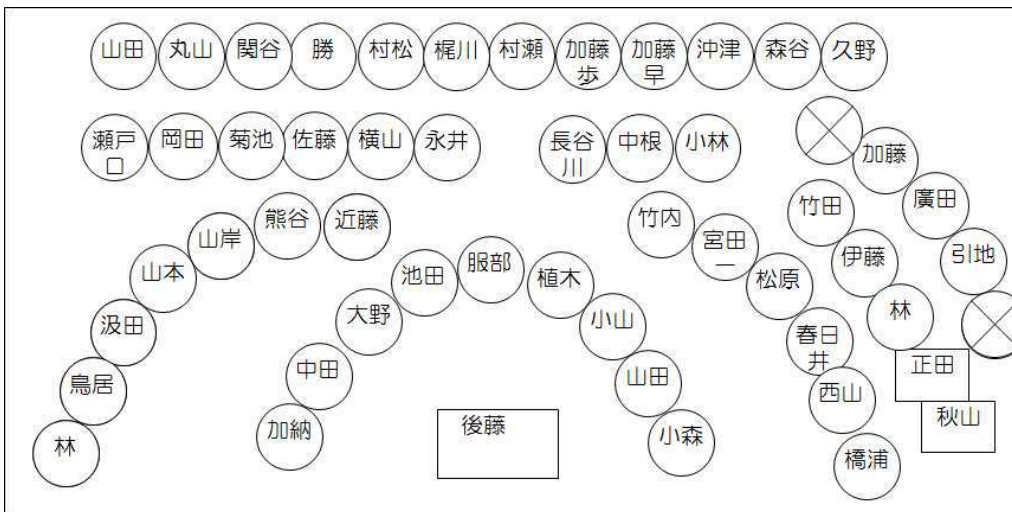 山田 丸山 関谷 勝 村松 梶川 村瀬 加藤歩 加藤早 沖津 森谷 久野
瀬戸口 岡田 菊池 佐藤 横山 永井 長谷川 中根 小林 加藤
廣田
引地
竹田
伊藤
林
正田
秋山
竹内
宮田一
松原
春日井
西山
橋浦
近藤
熊谷
山岸
山本
汲田
鳥居
林
服部
池田
大野
中田
加納
植木
小山
山田
小森
後藤